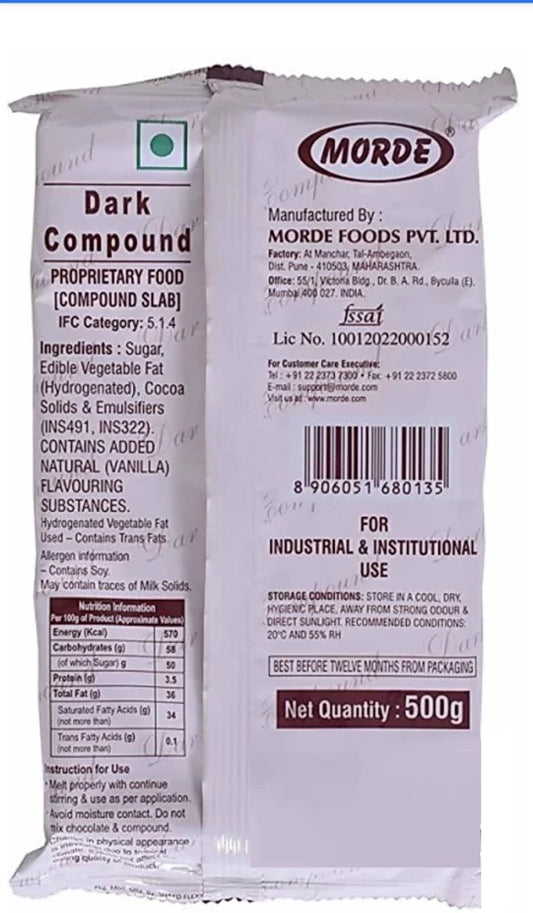 Dark
Compound
PROPRIETARY FOOD
[COMPOUND SLAB]
IFC Category: 5.1.4
Ingredients : Sugar,
Edible Vegetable Fat
(Hydrogenated), Cocoa
Solids & Emulsifiers
(INS491, INS322).
CONTAINS ADDED
NATURAL (VANILLA)
FLAVOURING
SUBSTANCES.
Hydrogenated Vegetable Fat
Used – Contains Trans Fats
Allergen information
– Contains Soy.
May contain traces of Milk Solids.
Nutrition Information
Per 100g of Product (Approximate Values)
Energy (Kcal) 570
Carbohydrates (g) 58
(of which Sugar) g 50
Protein (g) 3.5
Total Fat (g) 36
Saturated Fatty Acids (g) 34
(not more than)
Trans Fatty Acids (g) 0.1
(not more than)
Instruction for Use
Melt properly with continue
stirring & use as per application.
Avoid moisture contact. Do not
mix chocolate & compound.
Change in physical appearance
MORDE®
Manufactured By :
MORDE FOODS PVT. LTD.
Factory: At Manchar, Tal-Ambegaon,
Dist. Pune - 410503, MAHARASHTRA.
Office: 55/1, Victoria Bldg., Dr. B. A. Rd., Byculla (E),
Mumbai 400 027. INDIA.
fssai
Lic No. 10012022000152
For Customer Care Executive:
Tel : +91 22 2373 7300 • Fax: +91 22 2372 5800
E-mail : support@morde.com
Visit us at : www.morde.com
8 906051 680135
FOR
INDUSTRIAL & INSTITUTIONAL
USE
STORAGE CONDITIONS: STORE IN A COOL, DRY,
HYGIENIC PLACE, AWAY FROM STRONG ODOUR &
DIRECT SUNLIGHT. RECOMMENDED CONDITIONS:
20°C AND 55% RH
BEST BEFORE TWELVE MONTHS FROM PACKAGING
Net Quantity : 500g